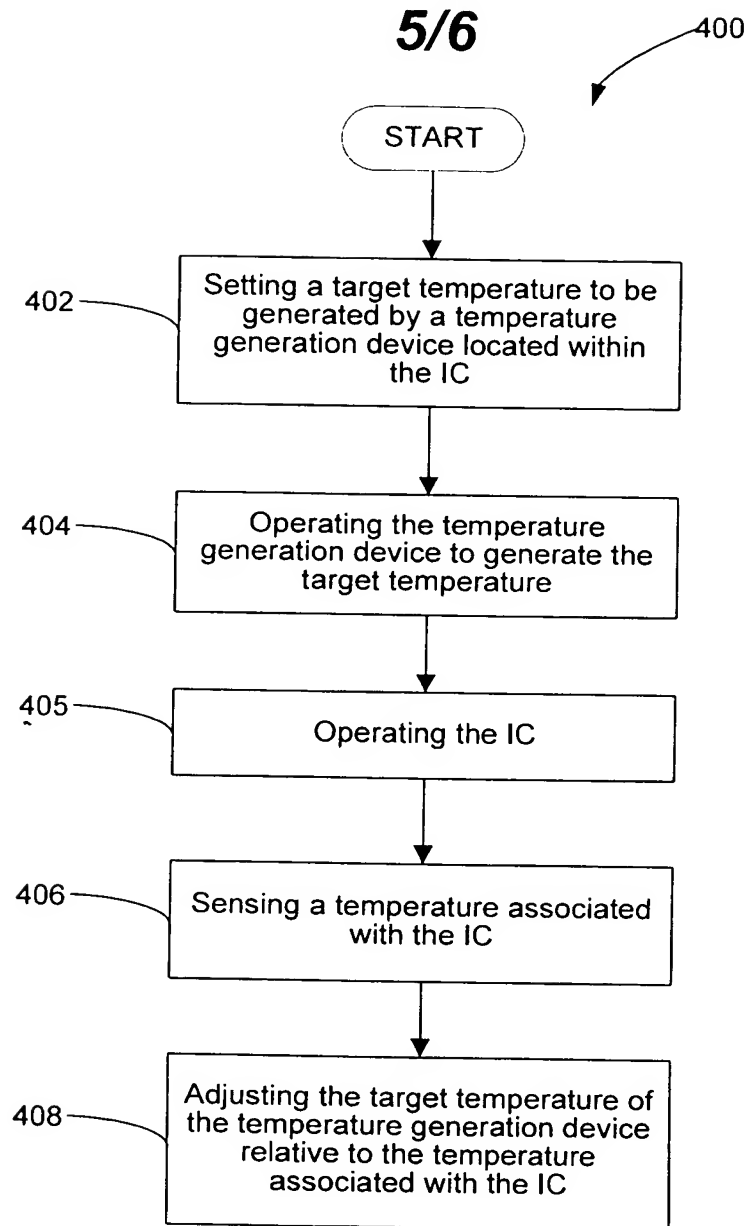 5/6
400
START
402
Setting a target temperature to be
generated by a temperature
generation device located within
the IC
404
Operating the temperature
generation device to generate the
target temperature
405
Operating the IC
406
Sensing a temperature associated
with the IC
408
Adjusting the target temperature of
the temperature generation device
relative to the temperature
associated with the IC